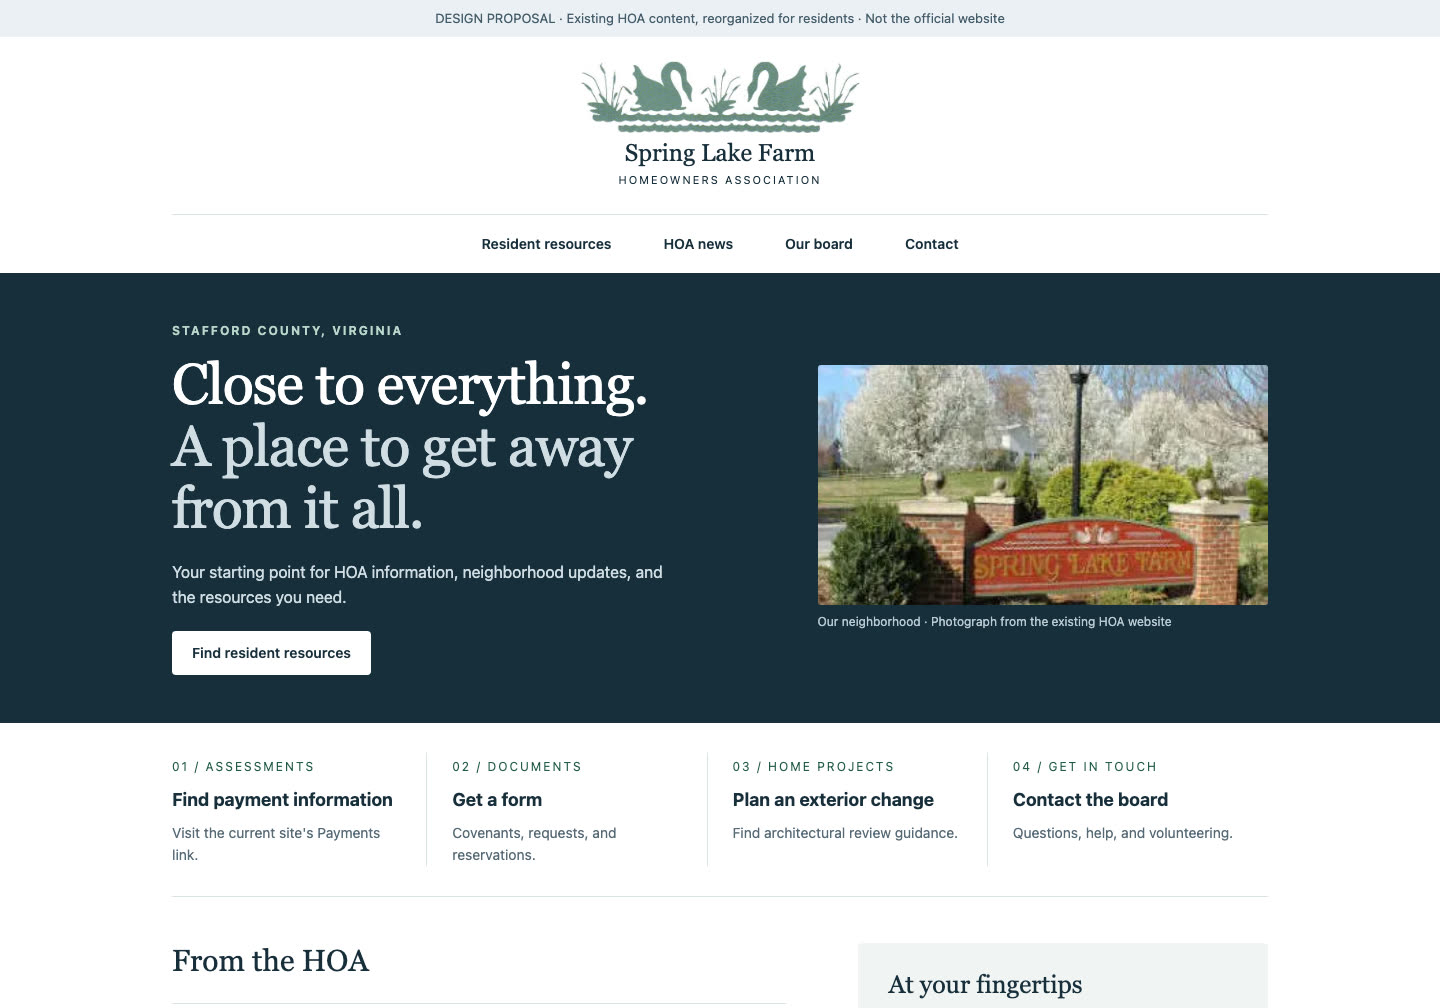 DESIGN PROPOSAL · Existing HOA content, reorganized for residents · Not the official website
Spring Lake Farm
HOMEOWNERS ASSOCIATION
Resident resources
HOA news
Our board
Contact
STAFFORD COUNTY, VIRGINIA
Close to everything.
A place to get away
from it all.
Your starting point for HOA information, neighborhood updates, and
the resources you need.
Find resident resources
SPRING LAKE FARM
Our neighborhood · Photograph from the existing HOA website
01 / ASSESSMENTS
Find payment information
Visit the current site's Payments
link.
02 / DOCUMENTS
Get a form
Covenants, requests, and
reservations.
03 / HOME PROJECTS
Plan an exterior change
Find architectural review guidance.
04 / GET IN TOUCH
Contact the board
Questions, help, and volunteering.
From the HOA
At your fingertips